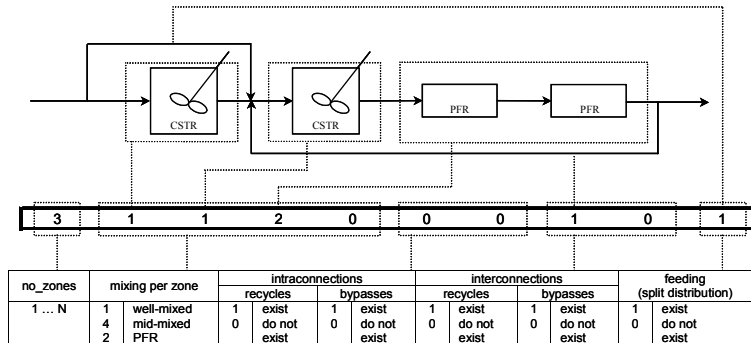 CSTR
CSTR
PFR
PFR
3 1 1 2 0 0 0 1 0 1
no_zones mixing per zone intraconnections interconnections feeding
recycles bypasses recycles bypasses (split distribution)
1 ... N 1 well-mixed 1 exist 1 exist 1 exist 1 exist 1 exist
4 mid-mixed 0 do not 0 do not 0 do not 0 do not 0 do not
2 PFR exist exist exist exist exist